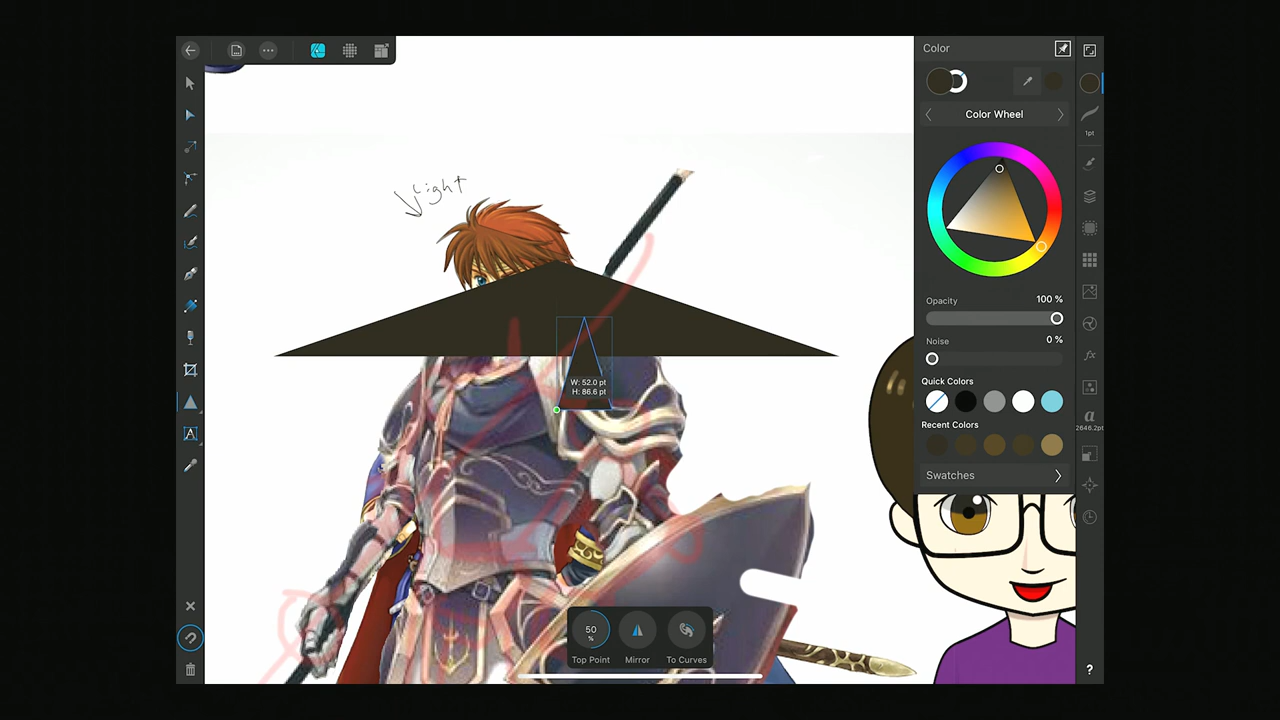 Color
Color Wheel
1pt
Light
Opacity
100 %
Noise
0 %
W: 52.0 pt
H: 86.6 pt
Quick Colors
Recent Colors
a
2646.2pt
Swatches
50
%
Top Point
Mirror
To Curves
A
fx
?